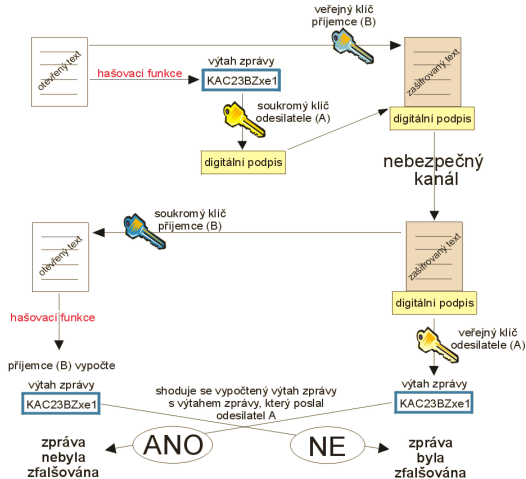 veřejný klíč
příjemce (B)
otevřený text
hašovací funkce
výtah zprávy
KAC23BZxe1
zašifrovaný text
soukromý klíč
odesilatele (A)
digitální podpis
digitální podpis
nebezpečný
kanál
soukromý klíč
příjemce (B)
otevřený text
zašifrovaný text
digitální podpis
hašovací funkce
veřejný klíč
odesilatele (A)
příjemce (B) vypočte
výtah zprávy
KAC23BZxe1
shoduje se vypočtený výtah zprávy
s výtahem zprávy, který poslal
odesilatel A
výtah zprávy
KAC23BZxe1
zpráva
nebyla
zfalšována
ANO
NE
zpráva
byla
zfalšována